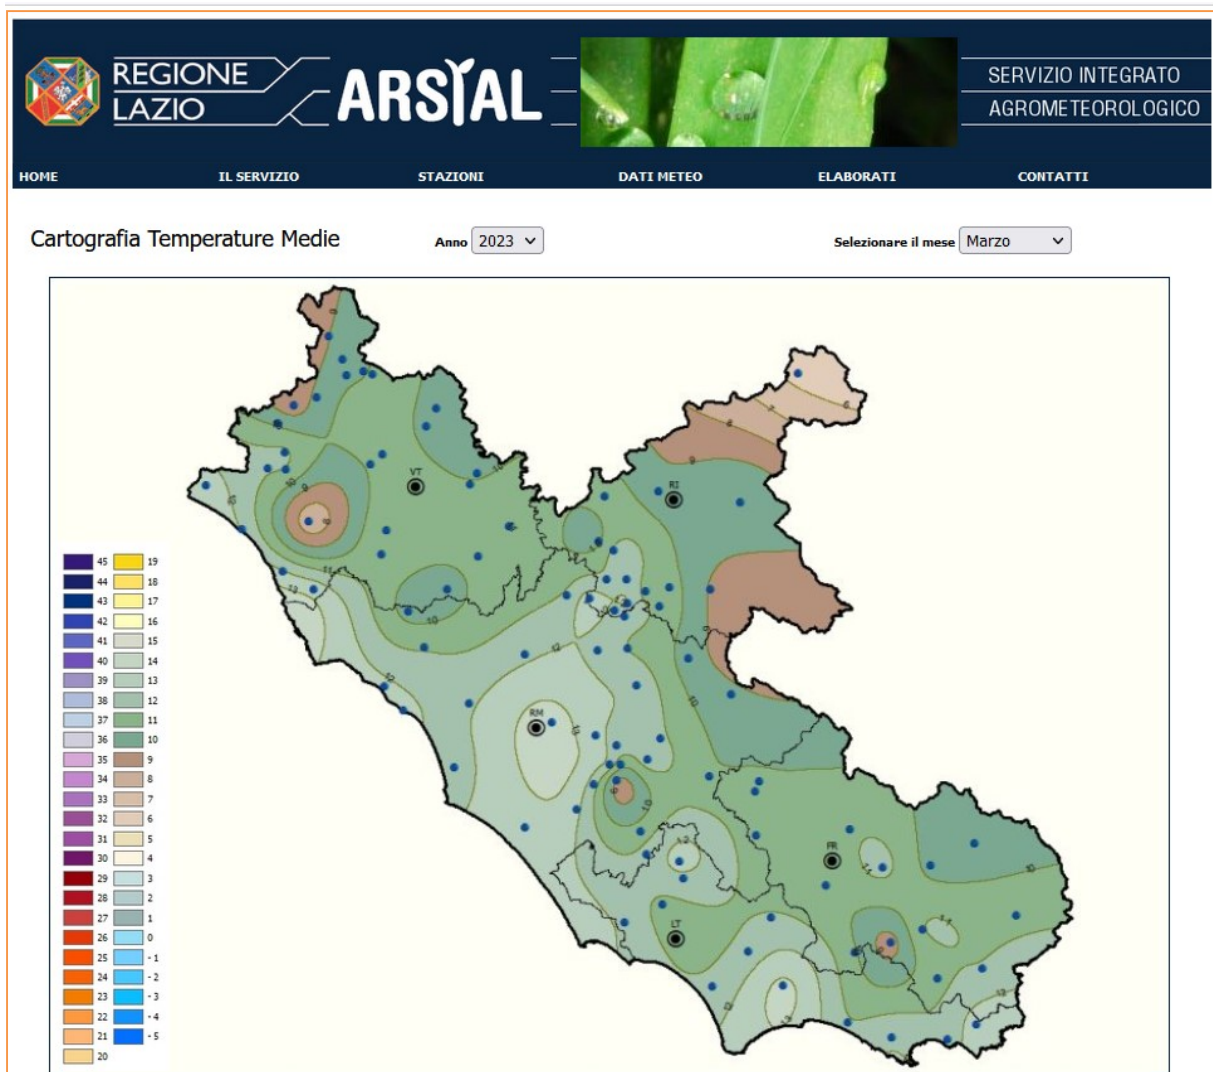 REGIONE
LAZIO
ARSIAL
SERVIZIO INTEGRATO
AGROMETEOROLOGICO
HOME IL SERVIZIO STAZIONI DATI METEO ELABORATI CONTATTI
Cartografia Temperature Medie Anno 2023 Selezionare il mese Marzo
VT
RI
RM
FR
LT
45 19
44 18
43 17
42 16
41 15
40 14
39 13
38 12
37 11
36 10
35 9
34 8
33 7
32 6
31 5
30 4
29 3
28 2
27 1
26 0
25 - 1
24 - 2
23 - 3
22 - 4
21 - 5
20